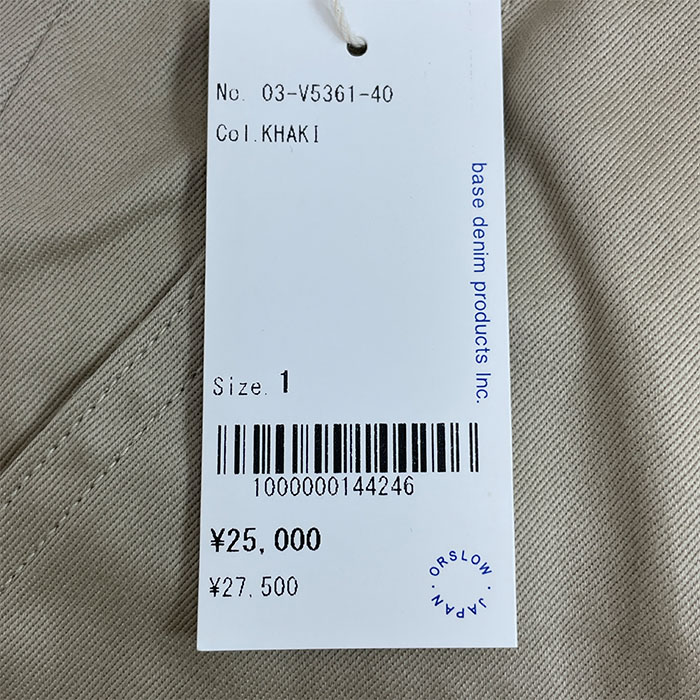 No. 03-V5361-40
Col.KHAKI
base denim products Inc.
Size. 1
1000000144246
¥25,000
¥27,500
ORSLOW · JAPAN ·